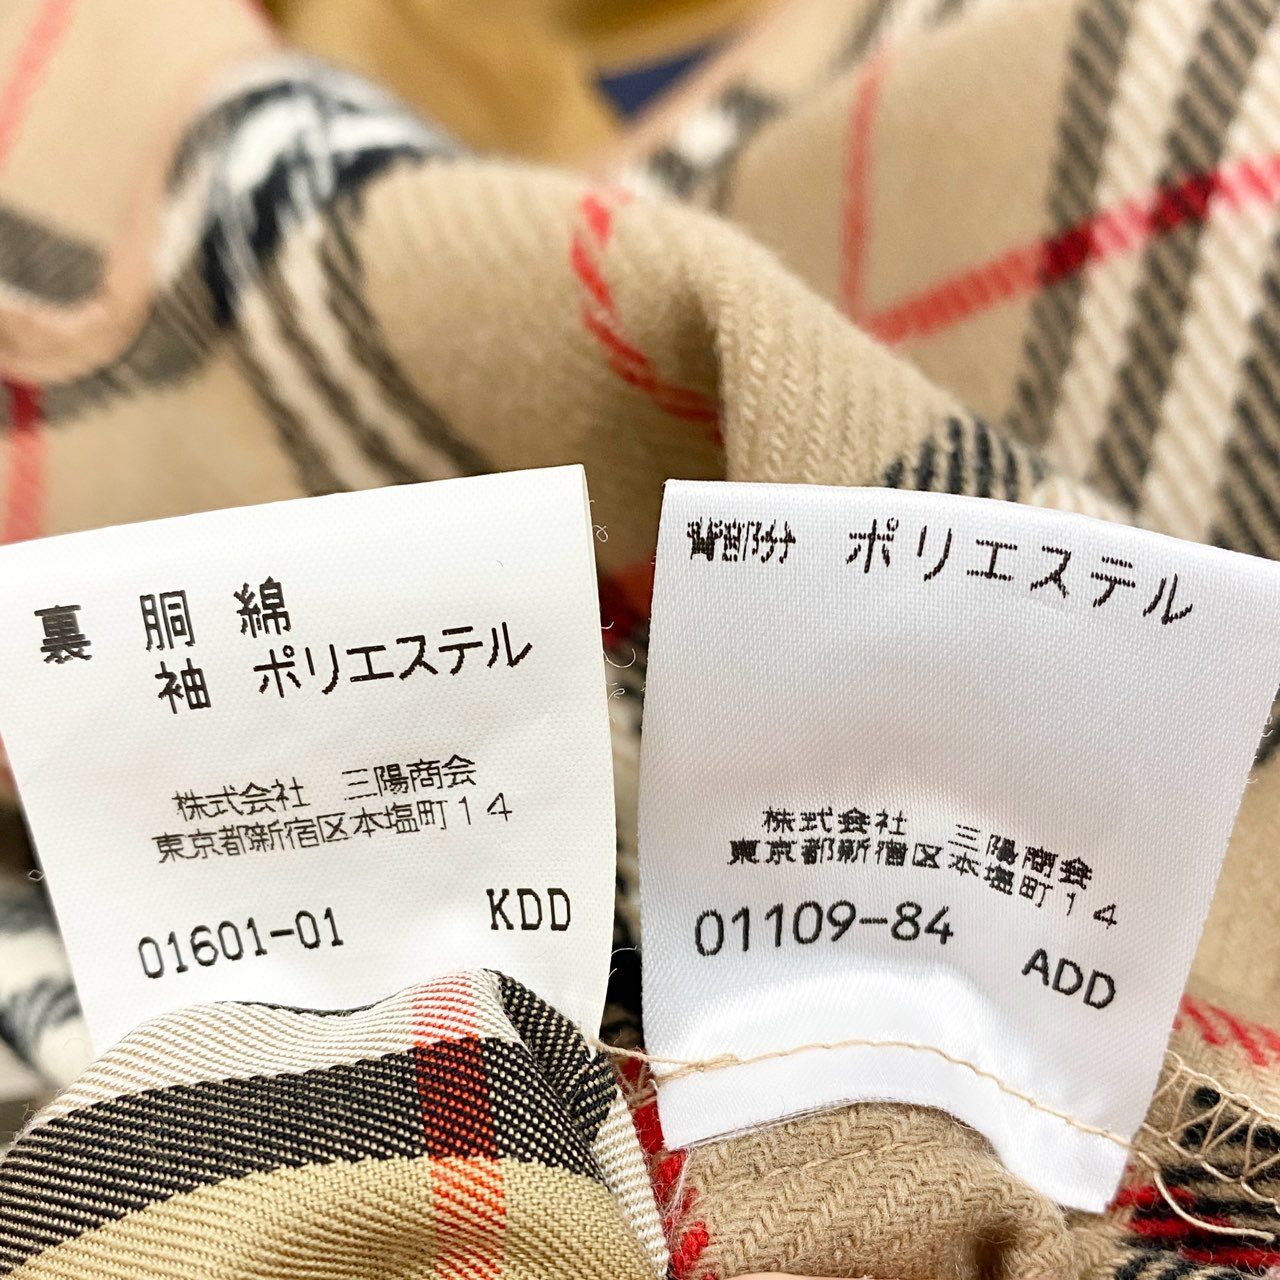 裏 胴 綿
袖 ポリエステル
株式会社 三陽商会
東京都新宿区本塩町14
01601-01
KDD
背部分 ポリエステル
株式会社 三陽商会
東京都新宿区本塩町14
01109-84
ADD